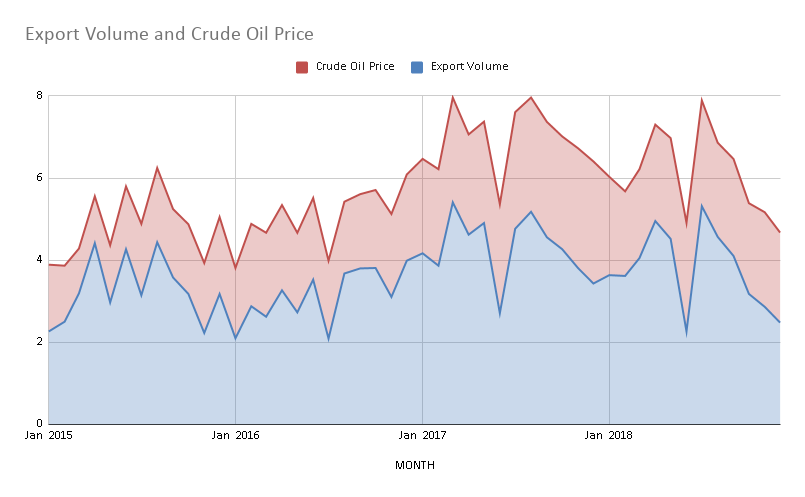 Export Volume and Crude Oil Price
Crude Oil Price Export Volume
8
6
4
2
0
Jan 2015 Jan 2016 Jan 2017 Jan 2018
MONTH